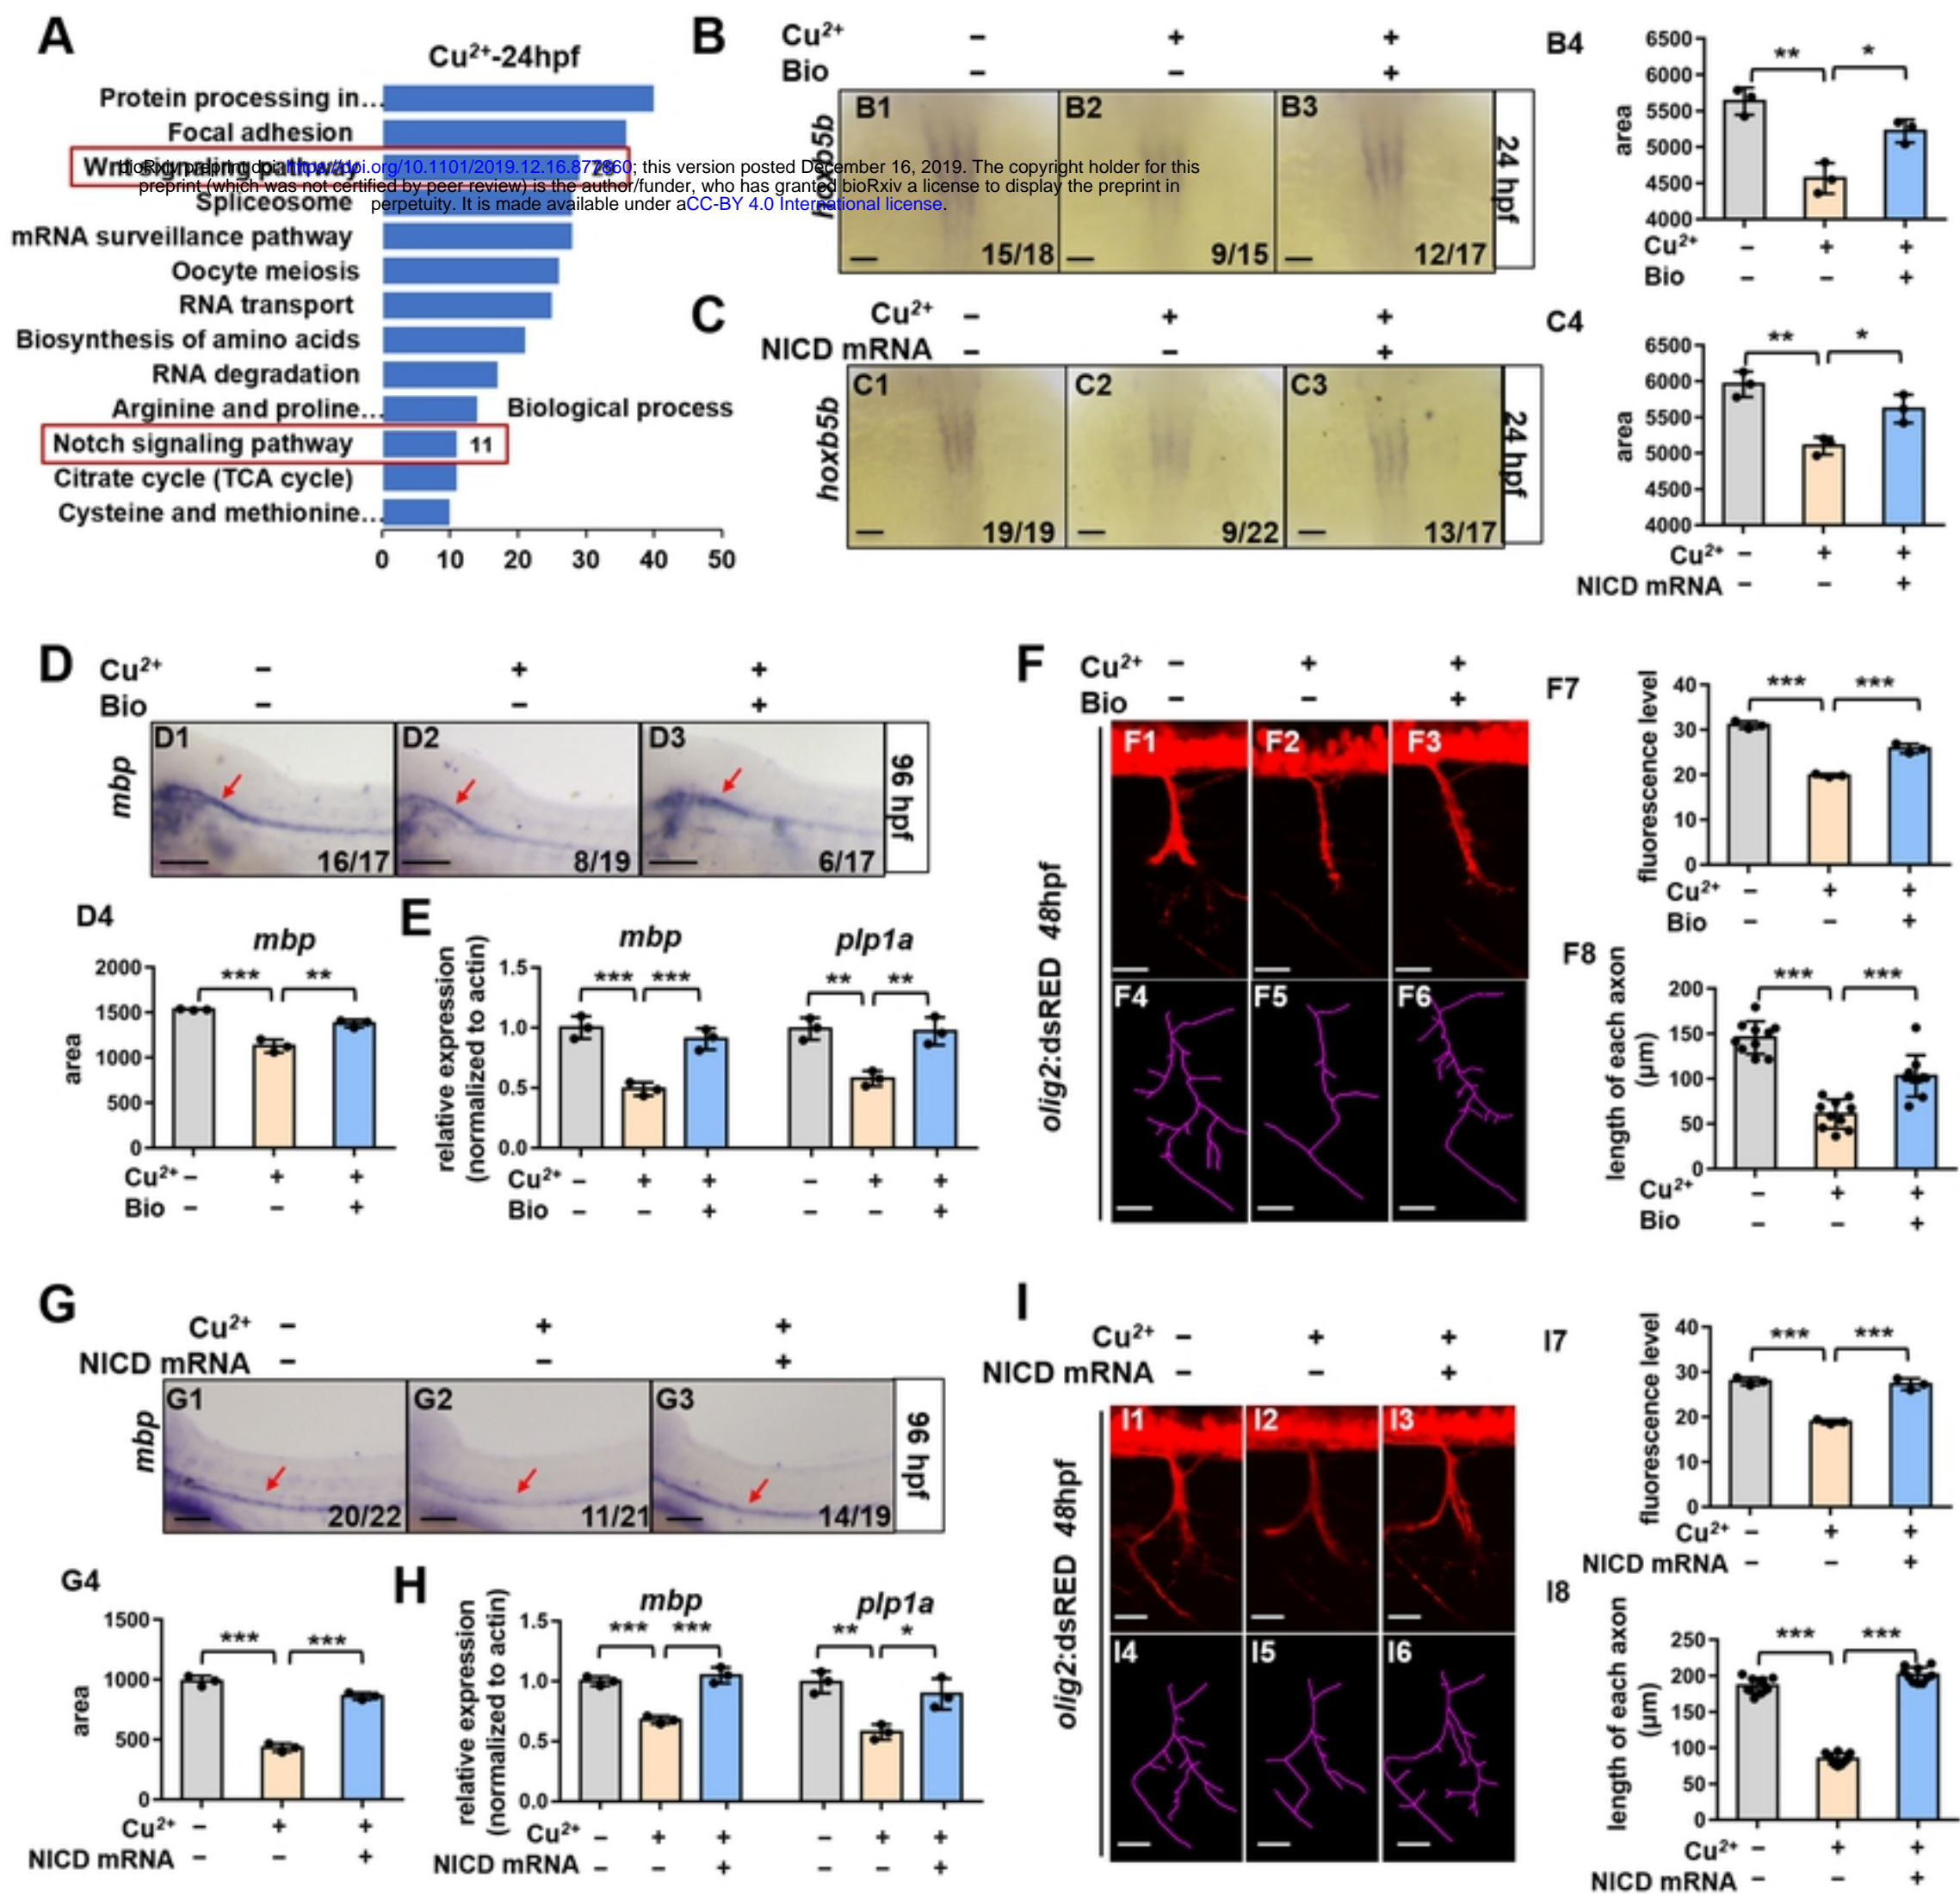 A
Cu²⁺-24hpf
Protein processing in…
Focal adhesion
Wnt signaling pathway 29
bioRxiv preprint doi: https://doi.org/10.1101/2019.12.16.877860; this version posted December 16, 2019. The copyright holder for this
preprint (which was not certified by peer review) is the author/funder, who has granted bioRxiv a license to display the preprint in
perpetuity. It is made available under aCC-BY 4.0 International license.
Spliceosome
mRNA surveillance pathway
Oocyte meiosis
RNA transport
Biosynthesis of amino acids
RNA degradation
Arginine and proline…
Biological process
Notch signaling pathway 11
Citrate cycle (TCA cycle)
Cysteine and methionine…
0 10 20 30 40 50
B
Cu²⁺ − + +
Bio − − +
hoxb5b
B1 B2 B3
15/18 9/15 12/17
24 hpf
B4
area
6500
6000
5500
5000
4500
4000
** *
Cu²⁺ − + +
Bio − − +
C
Cu²⁺ − + +
NICD mRNA − − +
hoxb5b
C1 C2 C3
19/19 9/22 13/17
24 hpf
C4
area
6500
6000
5500
5000
4500
4000
** *
Cu²⁺ − + +
NICD mRNA − − +
D
Cu²⁺ − + +
Bio − − +
mbp
D1 D2 D3
16/17 8/19 6/17
96 hpf
D4
mbp
area
2000
1500
1000
500
0
*** **
Cu²⁺ − + +
Bio − − +
E
relative expression
(normalized to actin)
mbp plp1a
1.5
1.0
0.5
0.0
*** *** ** **
Cu²⁺ − + + − + +
Bio − − + − − +
F
Cu²⁺ − + +
Bio − − +
olig2:dsRED 48hpf
F1 F2 F3
F4 F5 F6
F7
fluorescence level
40
30
20
10
0
*** ***
Cu²⁺ − + +
Bio − − +
F8
length of each axon
(μm)
200
150
100
50
0
*** ***
Cu²⁺ − + +
Bio − − +
G
Cu²⁺ − + +
NICD mRNA − − +
mbp
G1 G2 G3
20/22 11/21 14/19
96 hpf
G4
area
1500
1000
500
0
*** ***
Cu²⁺ − + +
NICD mRNA − − +
H
relative expression
(normalized to actin)
mbp plp1a
1.5
1.0
0.5
0.0
*** *** ** *
Cu²⁺ − + + − + +
NICD mRNA − − + − − +
I
Cu²⁺ − + +
NICD mRNA − − +
olig2:dsRED 48hpf
I1 I2 I3
I4 I5 I6
I7
fluorescence level
40
30
20
10
0
*** ***
Cu²⁺ − + +
NICD mRNA − − +
I8
length of each axon
(μm)
250
200
150
100
50
0
*** ***
Cu²⁺ − + +
NICD mRNA − − +